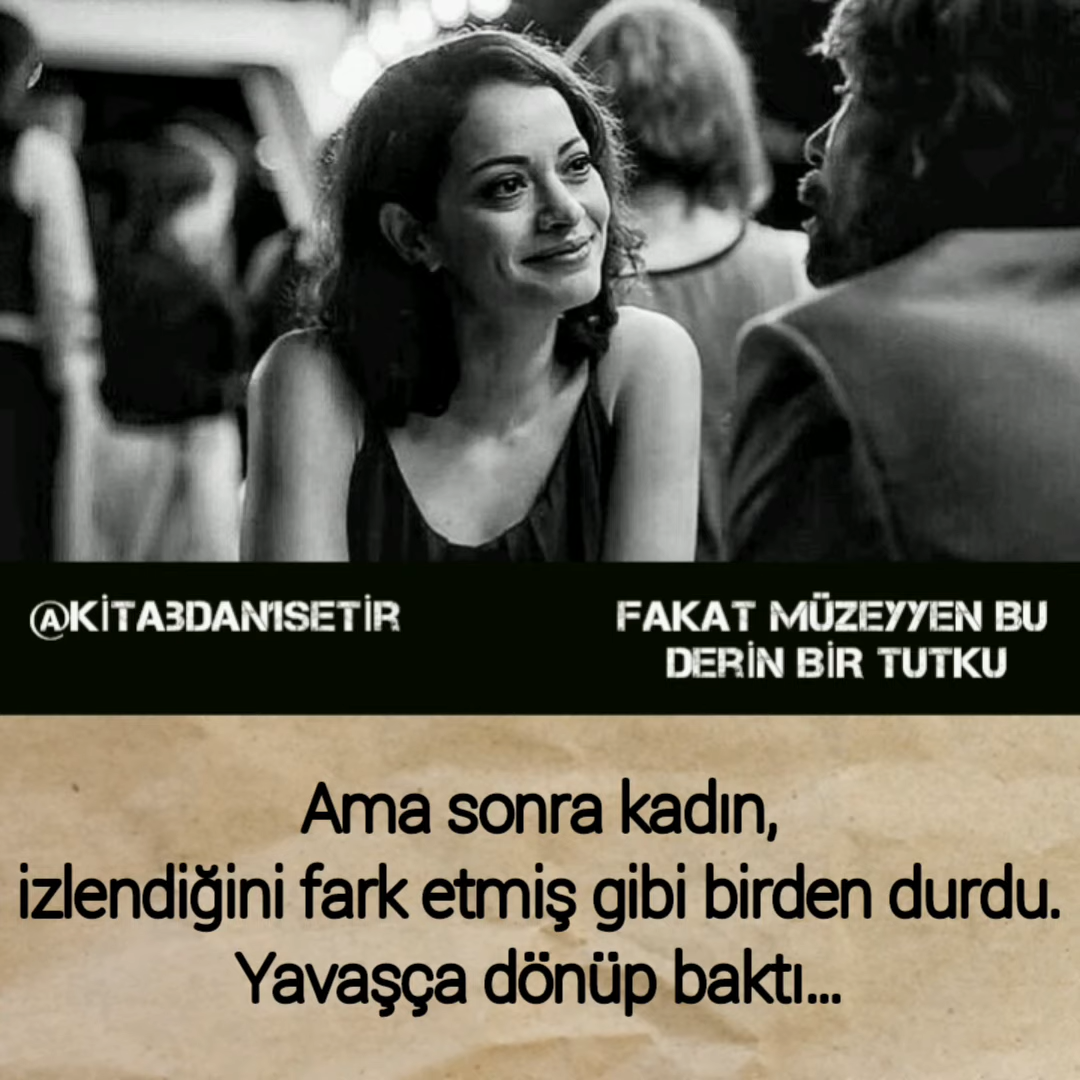 @KİTABDAN1SETİR
FAKAT MÜZEYYEN BU
DERİN BİR TUTKU
Ama sonra kadın,
izlendiğini fark etmiş gibi birden durdu.
Yavaşça dönüp baktı...